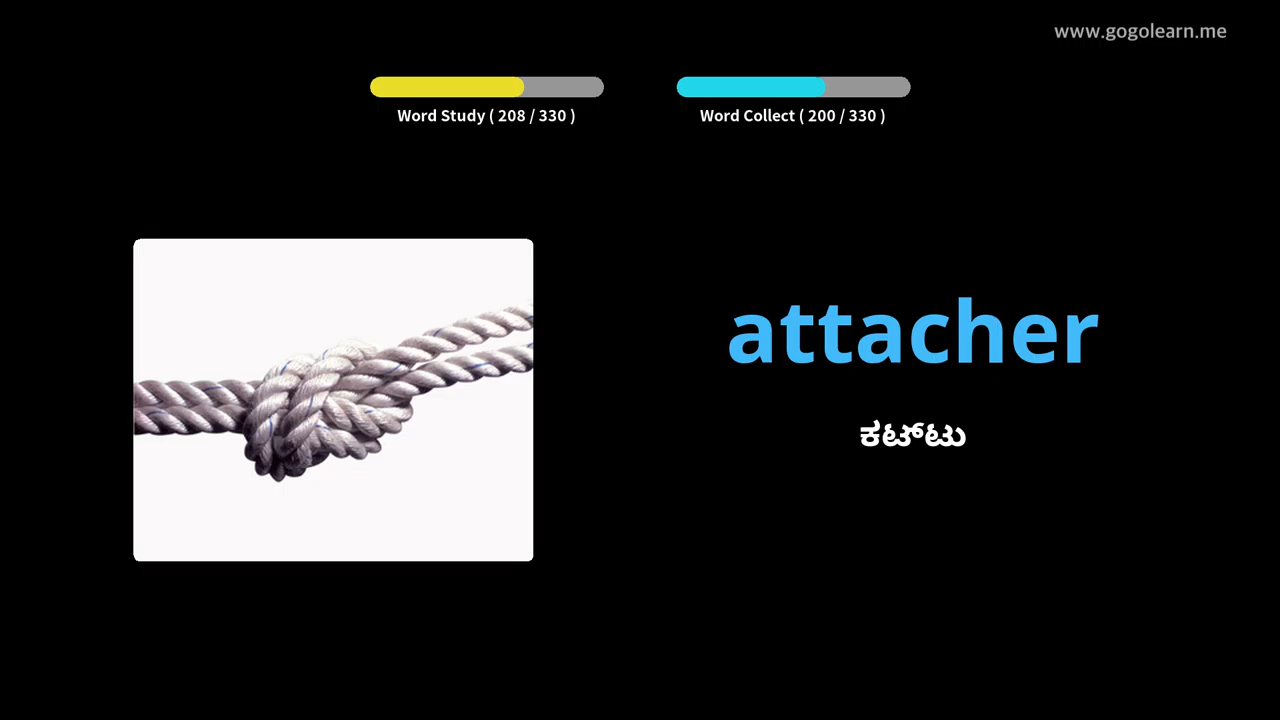 www.gogolearn.me
Word Study ( 208 / 330 )
Word Collect ( 200 / 330 )
attacher
ಕಟ್ಟು